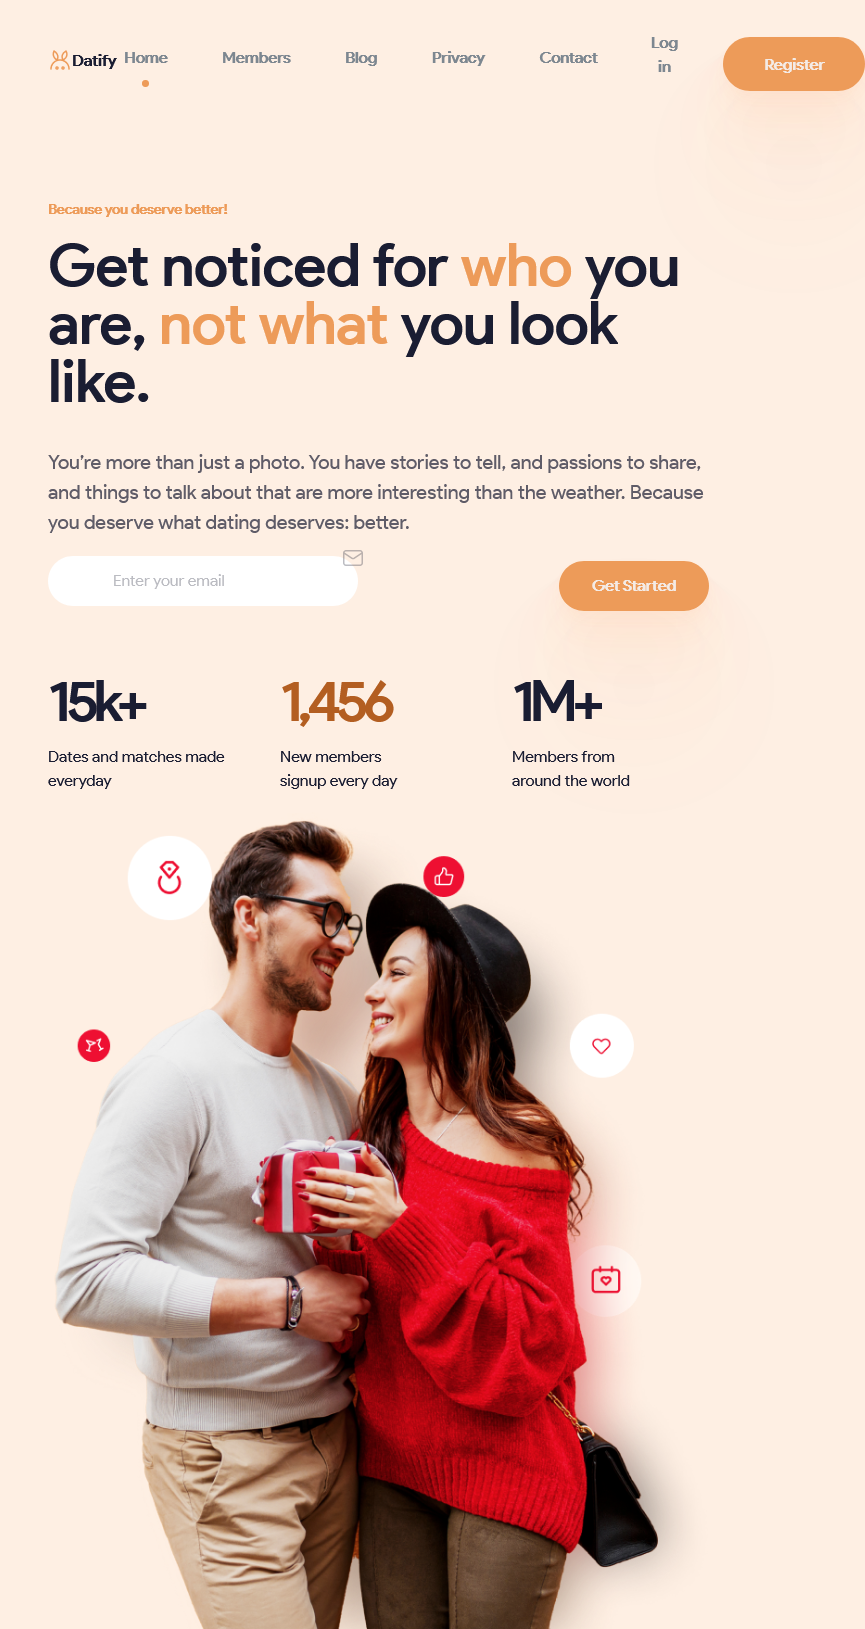 Datify Home Members Blog Privacy Contact Log in Register
Because you deserve better!
Get noticed for who you
are, not what you look
like.
You’re more than just a photo. You have stories to tell, and passions to share,
and things to talk about that are more interesting than the weather. Because
you deserve what dating deserves: better.
Enter your email
Get Started
15k+
Dates and matches made
everyday
1,456
New members
signup every day
1M+
Members from
around the world